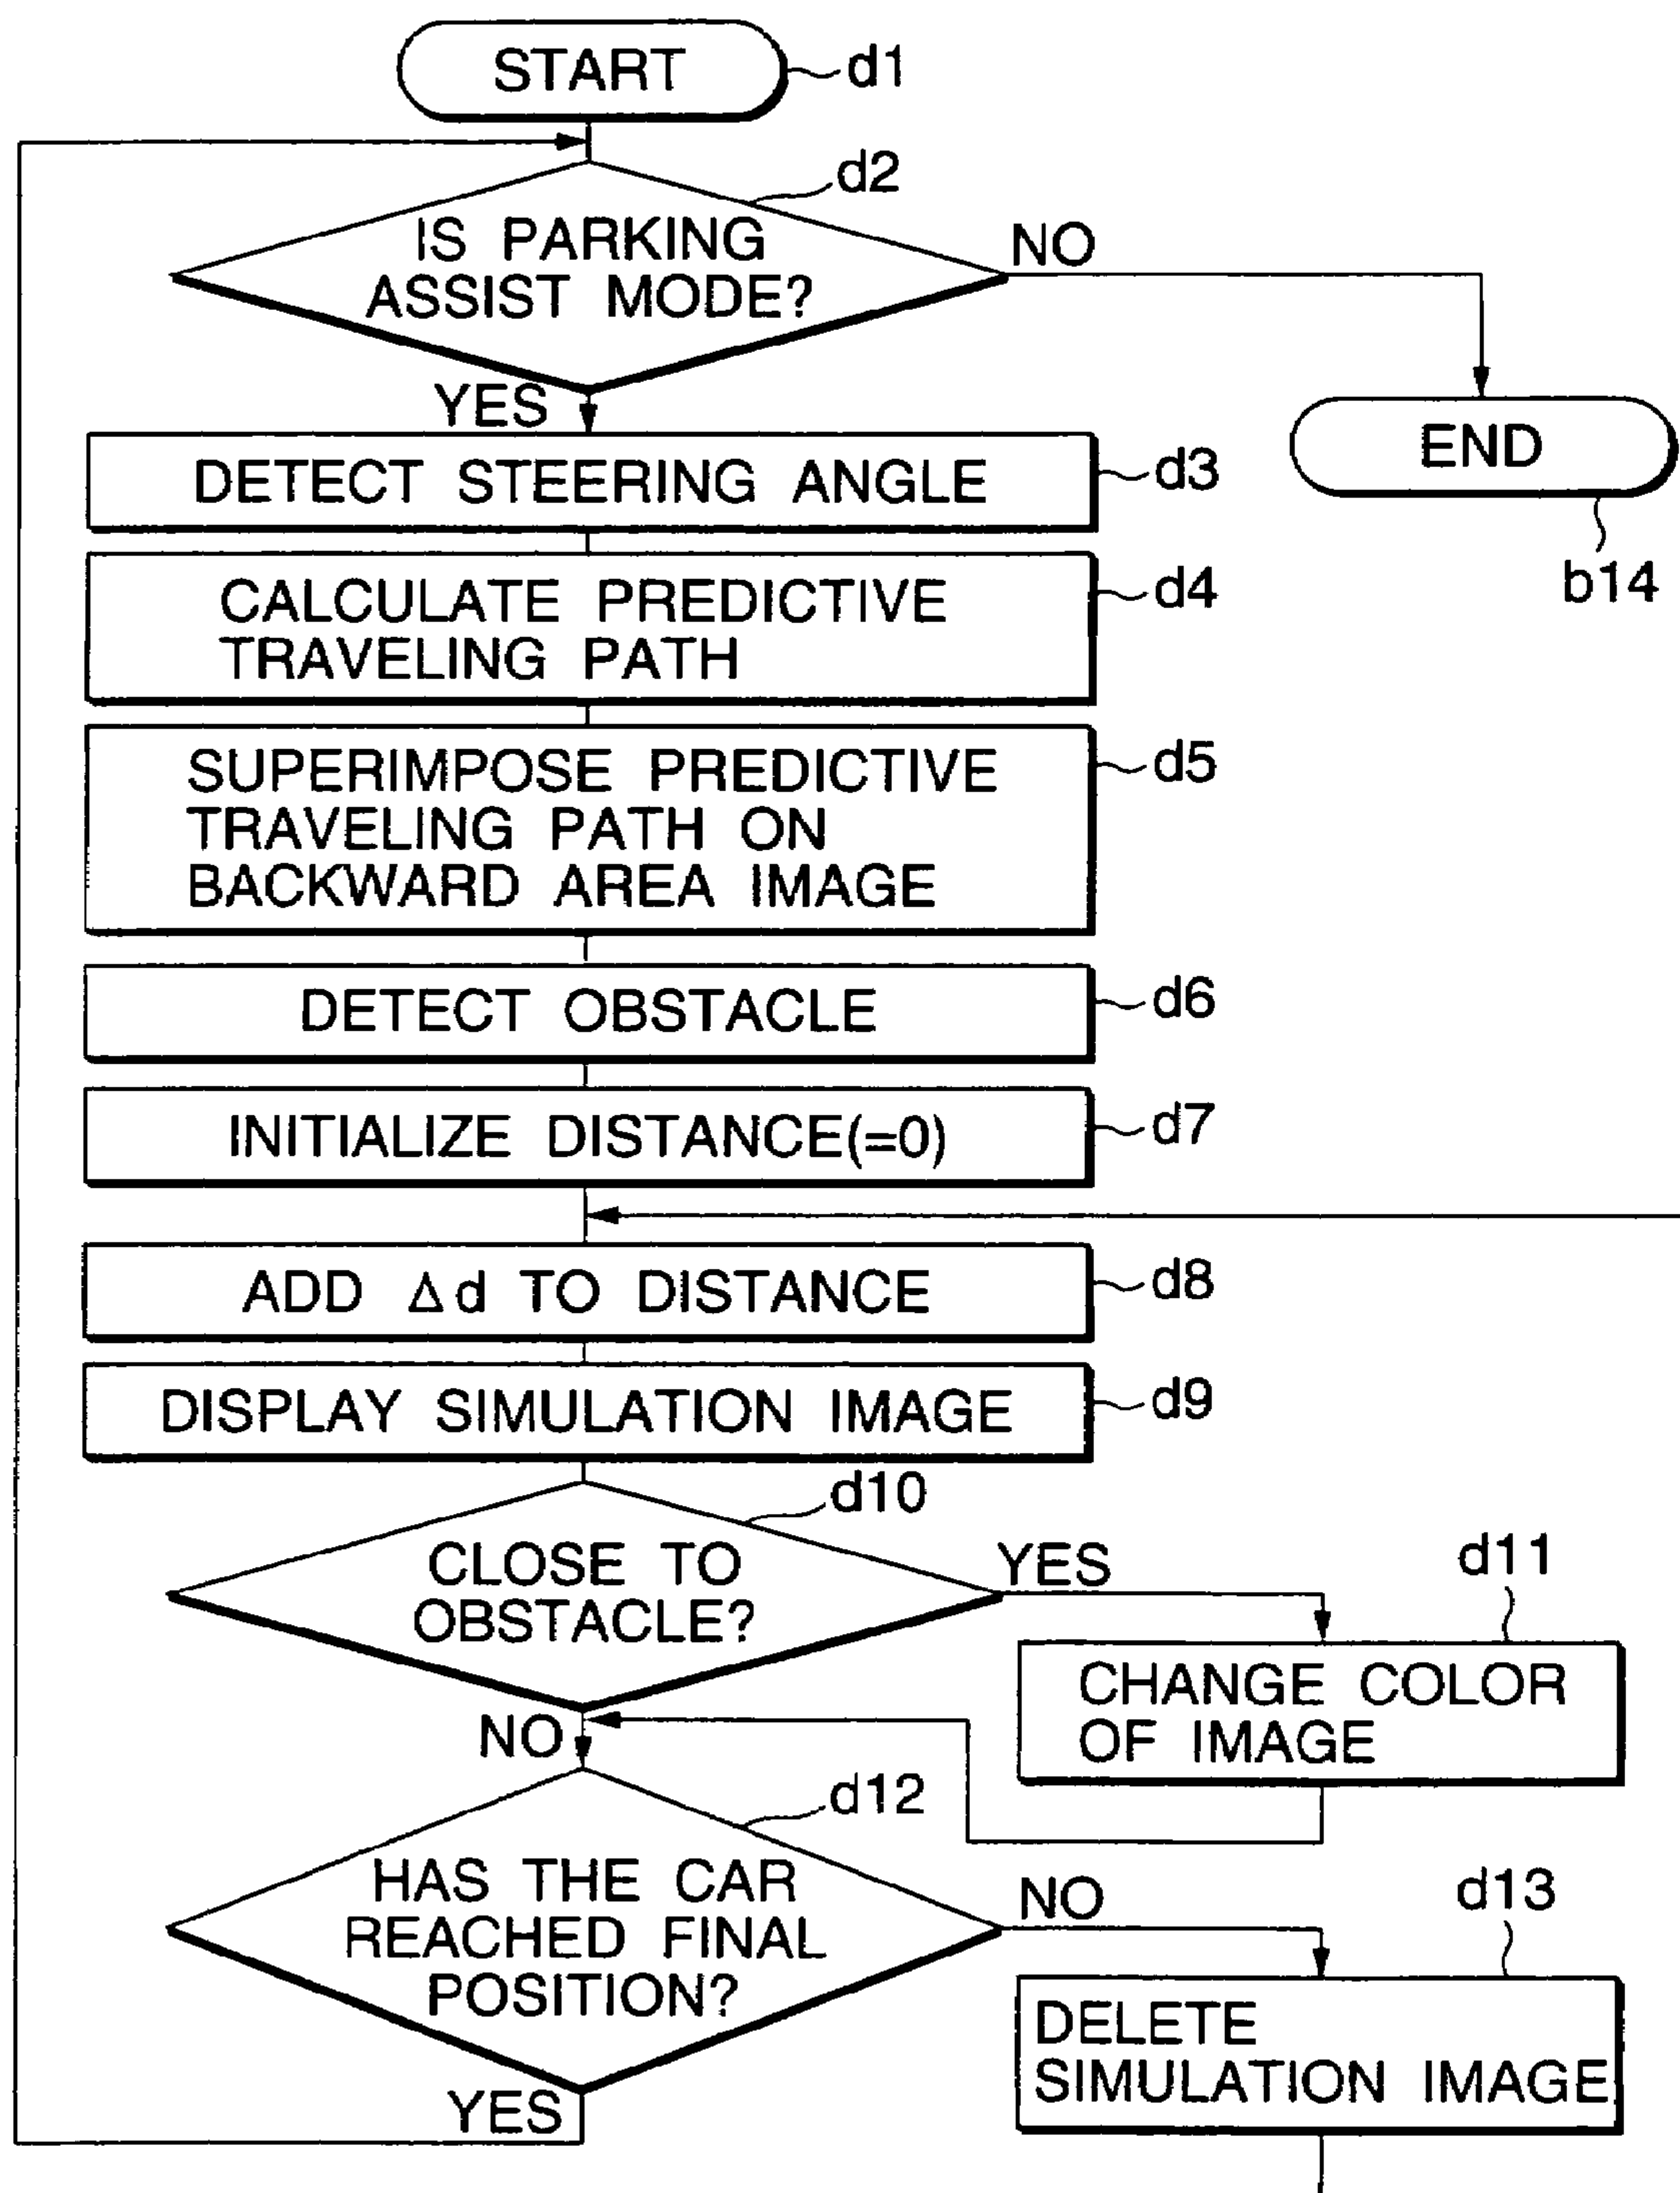 START
d1
d2
IS PARKING
ASSIST MODE?
NO
YES
END
b14
DETECT STEERING ANGLE
d3
CALCULATE PREDICTIVE
TRAVELING PATH
d4
SUPERIMPOSE PREDICTIVE
TRAVELING PATH ON
BACKWARD AREA IMAGE
d5
DETECT OBSTACLE
d6
INITIALIZE DISTANCE(=0)
d7
ADD Δd TO DISTANCE
d8
DISPLAY SIMULATION IMAGE
d9
d10
CLOSE TO
OBSTACLE?
YES
d11
CHANGE COLOR
OF IMAGE
NO
d12
HAS THE CAR
REACHED FINAL
POSITION?
NO
d13
DELETE
SIMULATION IMAGE
YES